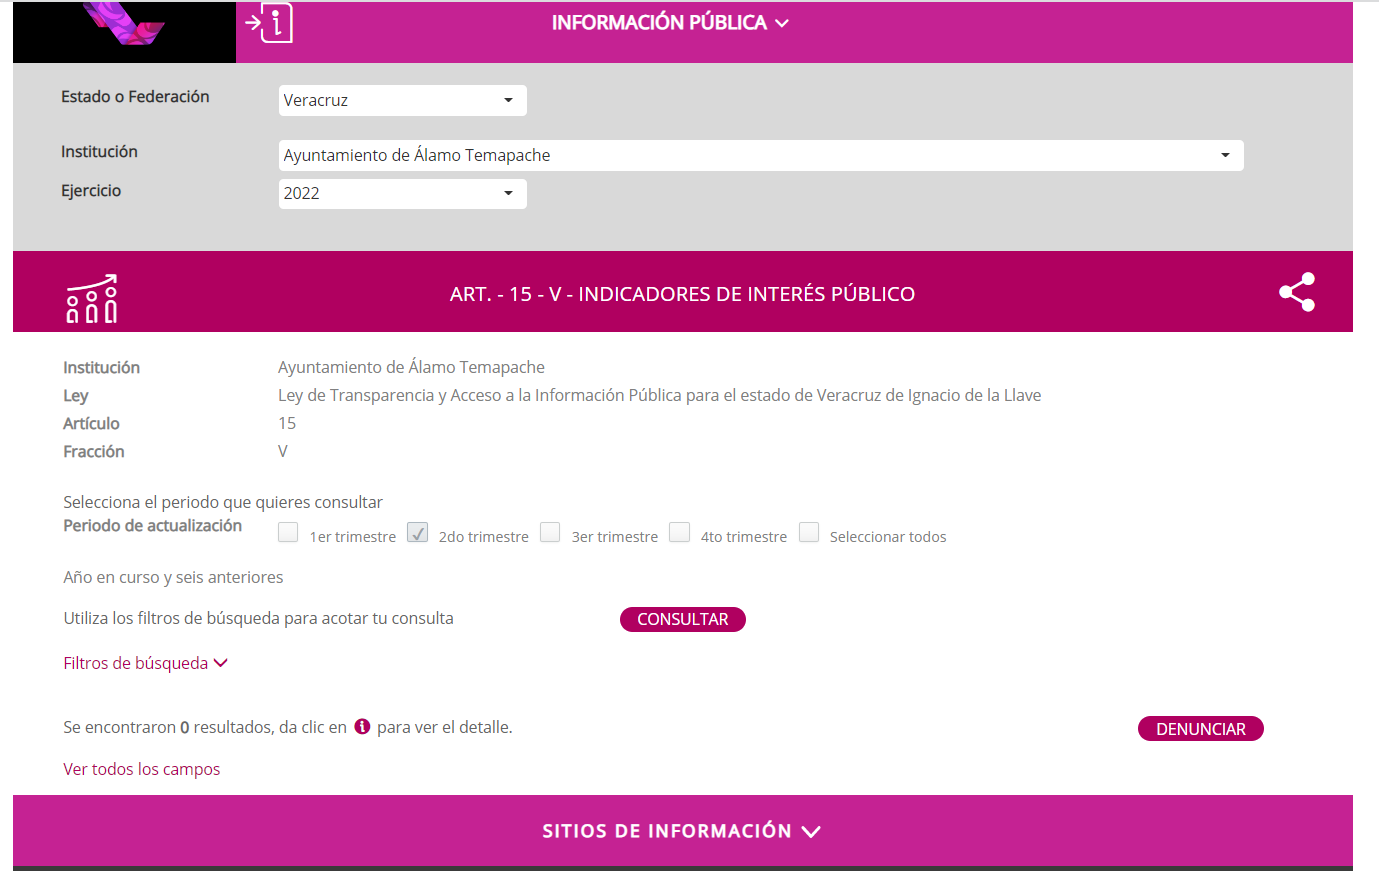 INFORMACIÓN PÚBLICA
Estado o Federación
Veracruz
Institución
Ayuntamiento de Álamo Temapache
Ejercicio
2022
ART. - 15 - V - INDICADORES DE INTERÉS PÚBLICO
Institución Ayuntamiento de Álamo Temapache
Ley Ley de Transparencia y Acceso a la Información Pública para el estado de Veracruz de Ignacio de la Llave
Artículo 15
Fracción V
Selecciona el periodo que quieres consultar
Periodo de actualización 1er trimestre 2do trimestre 3er trimestre 4to trimestre Seleccionar todos
Año en curso y seis anteriores
Utiliza los filtros de búsqueda para acotar tu consulta CONSULTAR
Filtros de búsqueda
Se encontraron 0 resultados, da clic en i para ver el detalle. DENUNCIAR
Ver todos los campos
SITIOS DE INFORMACIÓN